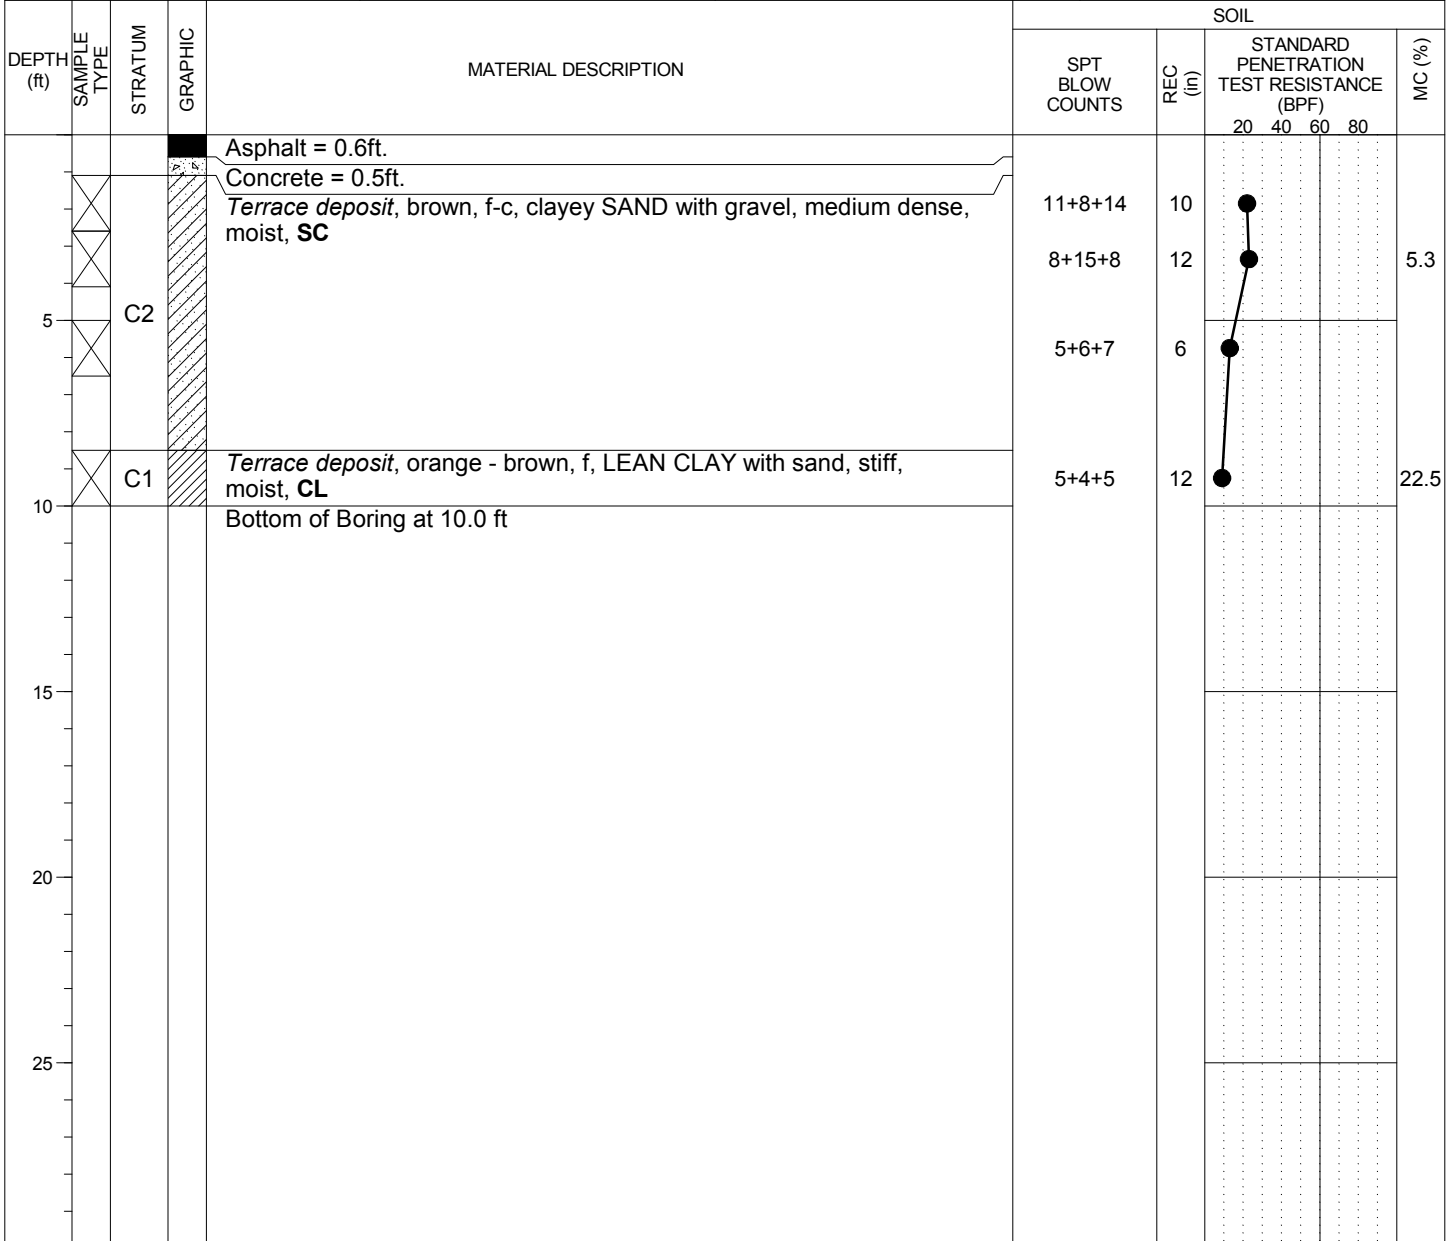 SOIL
DEPTH
(ft)
SAMPLE
TYPE
STRATUM
GRAPHIC
MATERIAL DESCRIPTION
SPT
BLOW
COUNTS
REC
(in)
STANDARD
PENETRATION
TEST RESISTANCE
(BPF)
20 40 60 80
MC (%)
Asphalt = 0.6ft.
Concrete = 0.5ft.
Terrace deposit, brown, f-c, clayey SAND with gravel, medium dense,
moist, SC
11+8+14 10
8+15+8 12 5.3
C2
5
5+6+7 6
Terrace deposit, orange - brown, f, LEAN CLAY with sand, stiff,
moist, CL
C1
5+4+5 12 22.5
10
Bottom of Boring at 10.0 ft
15
20
25